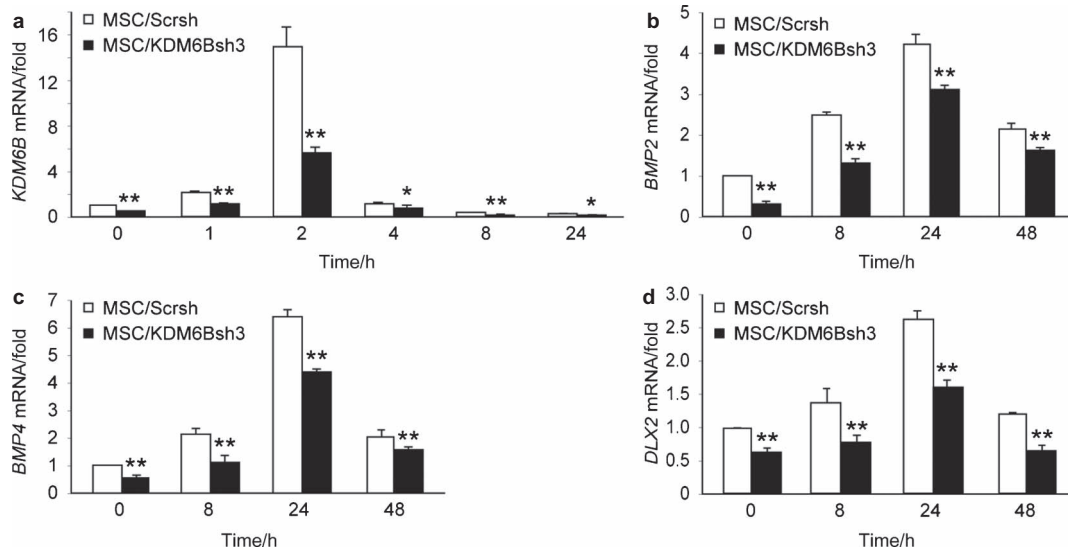 a
MSC/Scrsh
MSC/KDM6Bsh3
KDM6B mRNA/fold
16
12
8
4
0
**
**
**
*
**
*
0 1 2 4 8 24
Time/h
b
MSC/Scrsh
MSC/KDM6Bsh3
BMP2 mRNA/fold
5
4
3
2
1
0
**
**
**
**
0 8 24 48
Time/h
c
MSC/Scrsh
MSC/KDM6Bsh3
BMP4 mRNA/fold
7
6
5
4
3
2
1
0
**
**
**
**
0 8 24 48
Time/h
d
MSC/Scrsh
MSC/KDM6Bsh3
DLX2 mRNA/fold
3.0
2.5
2.0
1.5
1.0
0.5
0
**
**
**
**
0 8 24 48
Time/h